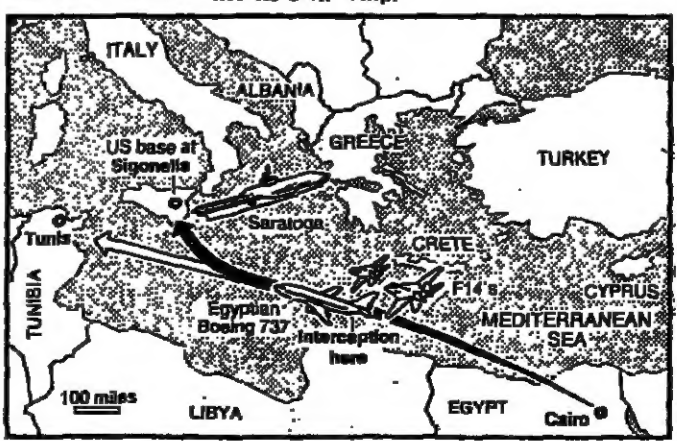 ITALY
ALBANIA
US base at
Sigonella
GREECE
TURKEY
Saratoga
Tunis
CRETE
F14's
CYPRUS
TUNISIA
Egyptian
Boeing 737
Interception
here
MEDITERRANEAN
SEA
100 miles
LIBYA
EGYPT
Cairo